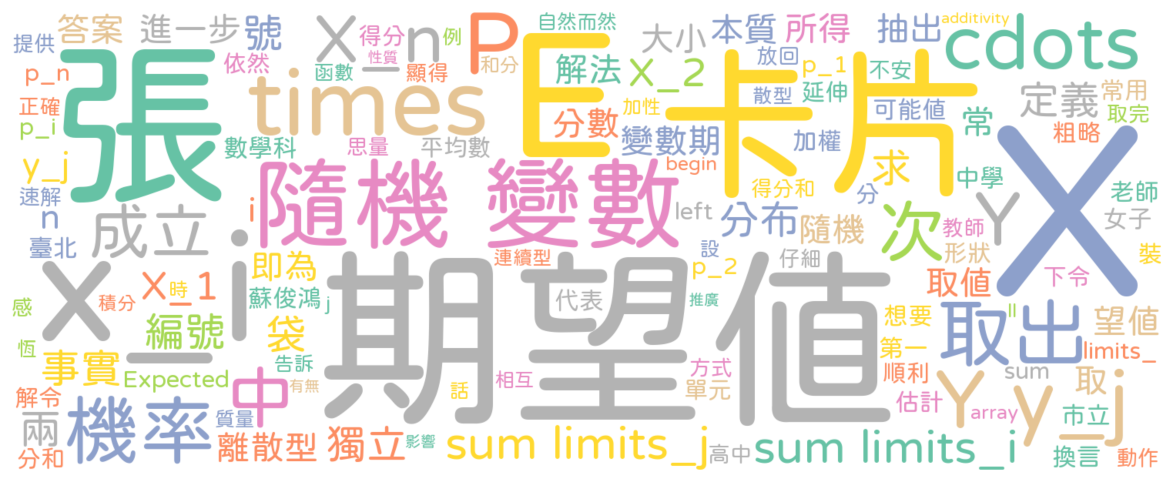 自然而然 additivity
答案 進一步 號 X_n 得分 例 P 大小 本質 所得 抽出 cdots
提供 依然 函數 性質 顯得 和分 E 解法 X_2 放回 p_1 不安
p_n 張 times 卡片 散型 延伸 可能值 定義 常用
正確 加性 分數 變數期 加權 常 取完
p_i 數學科 思量 平均數 begin 求 粗略
y_j 隨機 變數 得分和 分 中學 X
速解 n i left 分布 隨機 次 教師 Y 老師
臺北 成立 設 形狀 女子
X_i X_1 時 即為 連續型 期望值 p_2 仔細 取值 下令 裝
感 積分 蘇俊鴻 j 代表 推廣
編號 袋 想要 取出 ll 望值
恆 事實 中 告訴 第一 limits_
Expected 有無 話 相互 方式 順利 sum 取 y_j
解令 機率 質量 單元 估計 Y array 市立
兩 離散型 獨立 影響 sum limits_j 高中 sum limits_i 換言 動作
分和